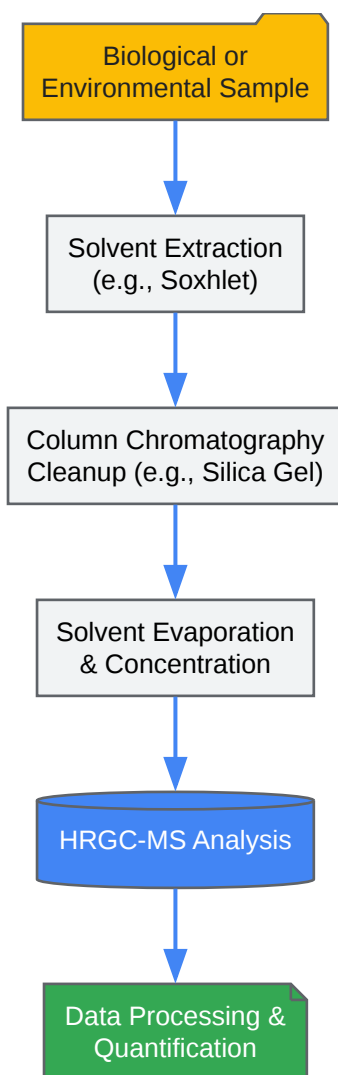 Biological or
Environmental Sample
Solvent Extraction
(e.g., Soxhlet)
Column Chromatography
Cleanup (e.g., Silica Gel)
Solvent Evaporation
& Concentration
HRGC-MS Analysis
Data Processing &
Quantification